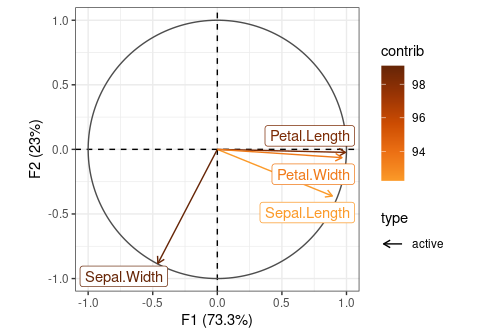 1.0
0.5
0.0
-0.5
-1.0
F2 (23%)
Petal.Length
Petal.Width
Sepal.Length
Sepal.Width
-1.0 -0.5 0.0 0.5 1.0
F1 (73.3%)
contrib
98
96
94
type
active